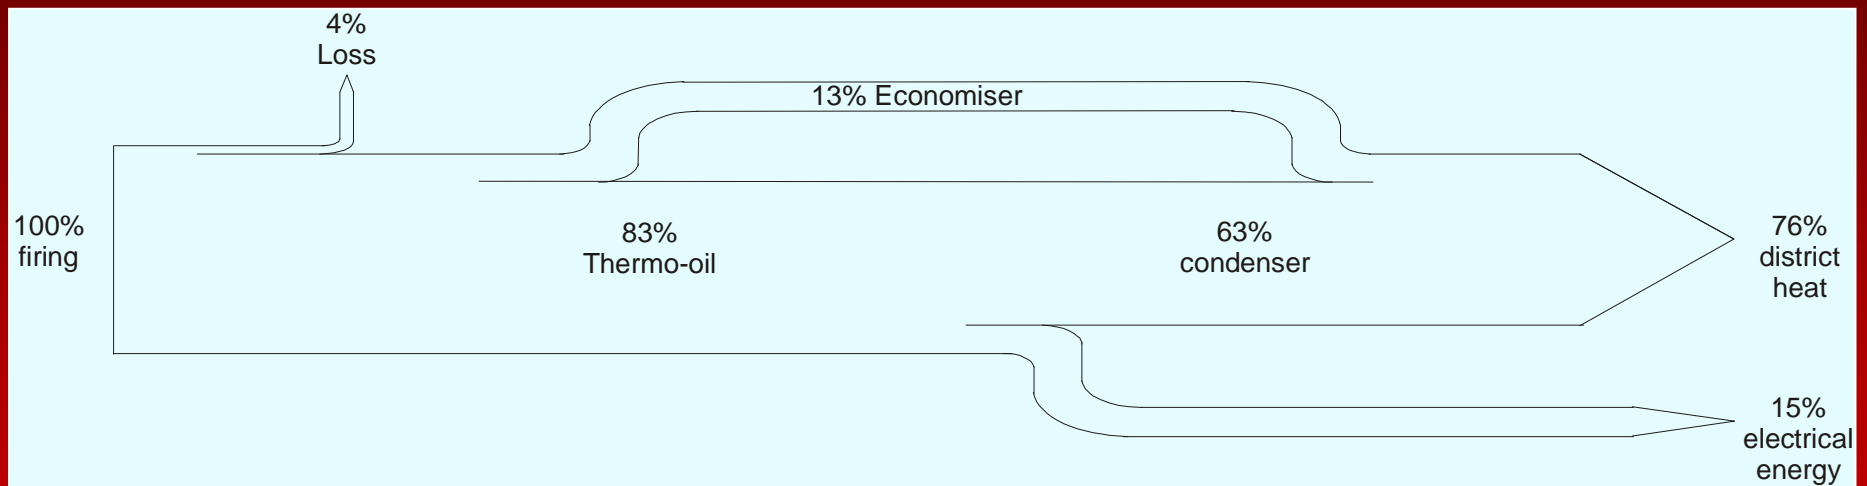 4%
Loss
13% Economiser
100%
firing
83%
Thermo-oil
63%
condenser
76%
district
heat
15%
electrical
energy